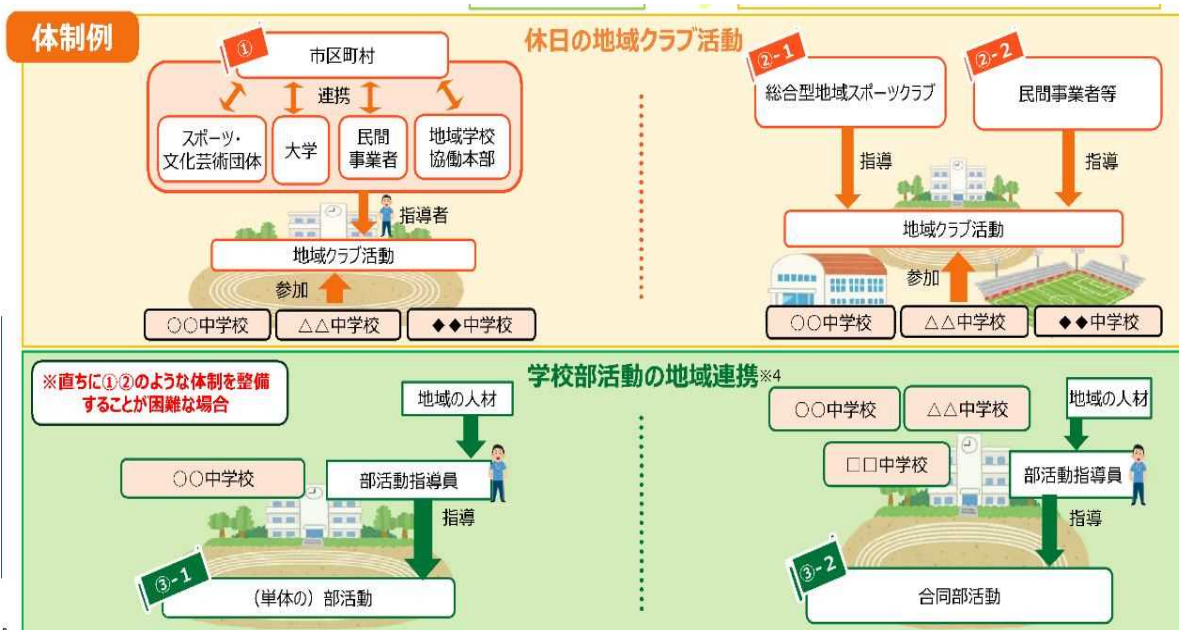 体制例
休日の地域クラブ活動
①
市区町村
連携
スポーツ・
文化芸術団体
大学
民間
事業者
地域学校
協働本部
指導者
地域クラブ活動
参加
○○中学校
△△中学校
◆◆中学校
②-1
総合型地域スポーツクラブ
②-2
民間事業者等
指導
指導
地域クラブ活動
参加
○○中学校
△△中学校
◆◆中学校
※直ちに①②のような体制を整備
することが困難な場合
学校部活動の地域連携※4
地域の人材
○○中学校
部活動指導員
指導
③-1
(単体の)部活動
○○中学校
△△中学校
地域の人材
□□中学校
部活動指導員
指導
③-2
合同部活動